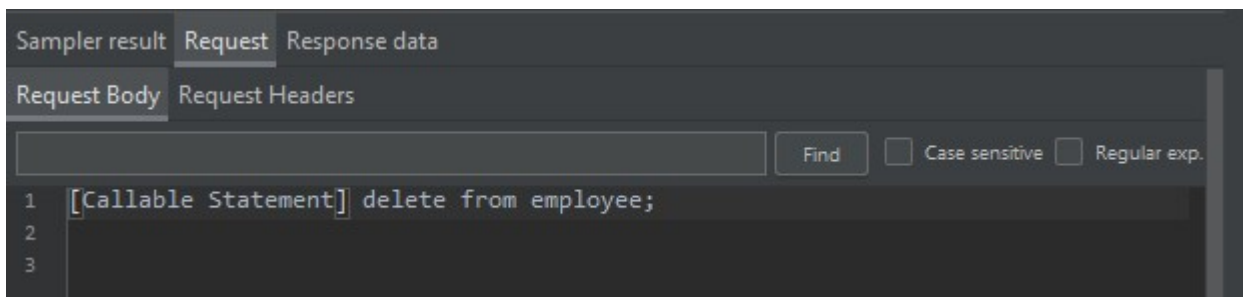 Sampler result Request Response data
Request Body Request Headers
Find Case sensitive Regular exp.
1 [Callable Statement] delete from employee;
2
3